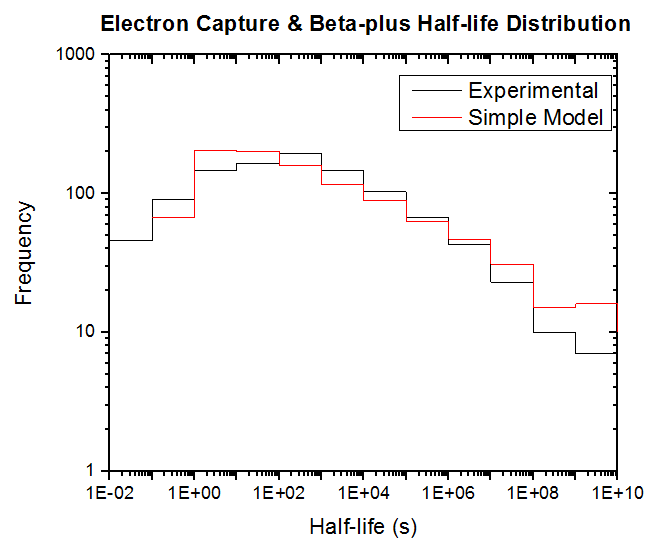 Electron Capture & Beta-plus Half-life Distribution
1000
Experimental
Simple Model
100
Frequency
10
1
1E-02 1E+00 1E+02 1E+04 1E+06 1E+08 1E+10
Half-life (s)